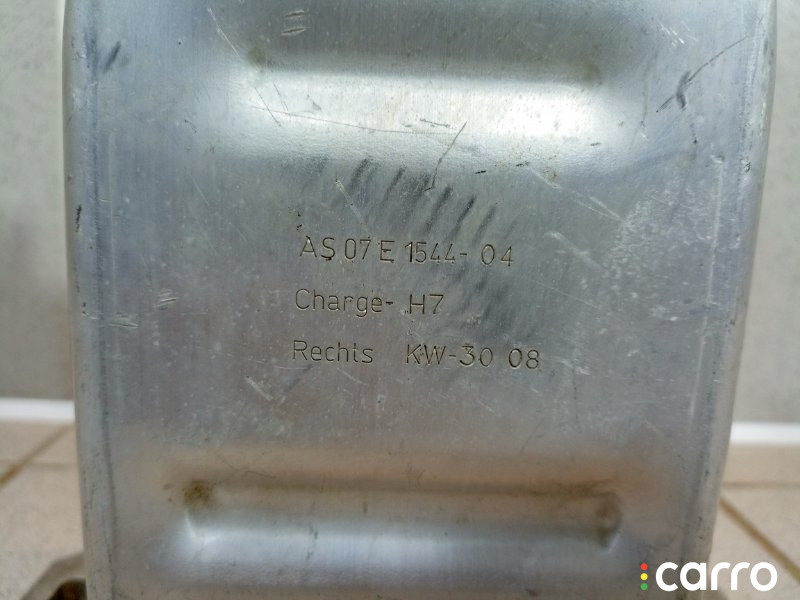 AS 07 E 1544-04
Charge- H7
Rechts KW-30 08
carro